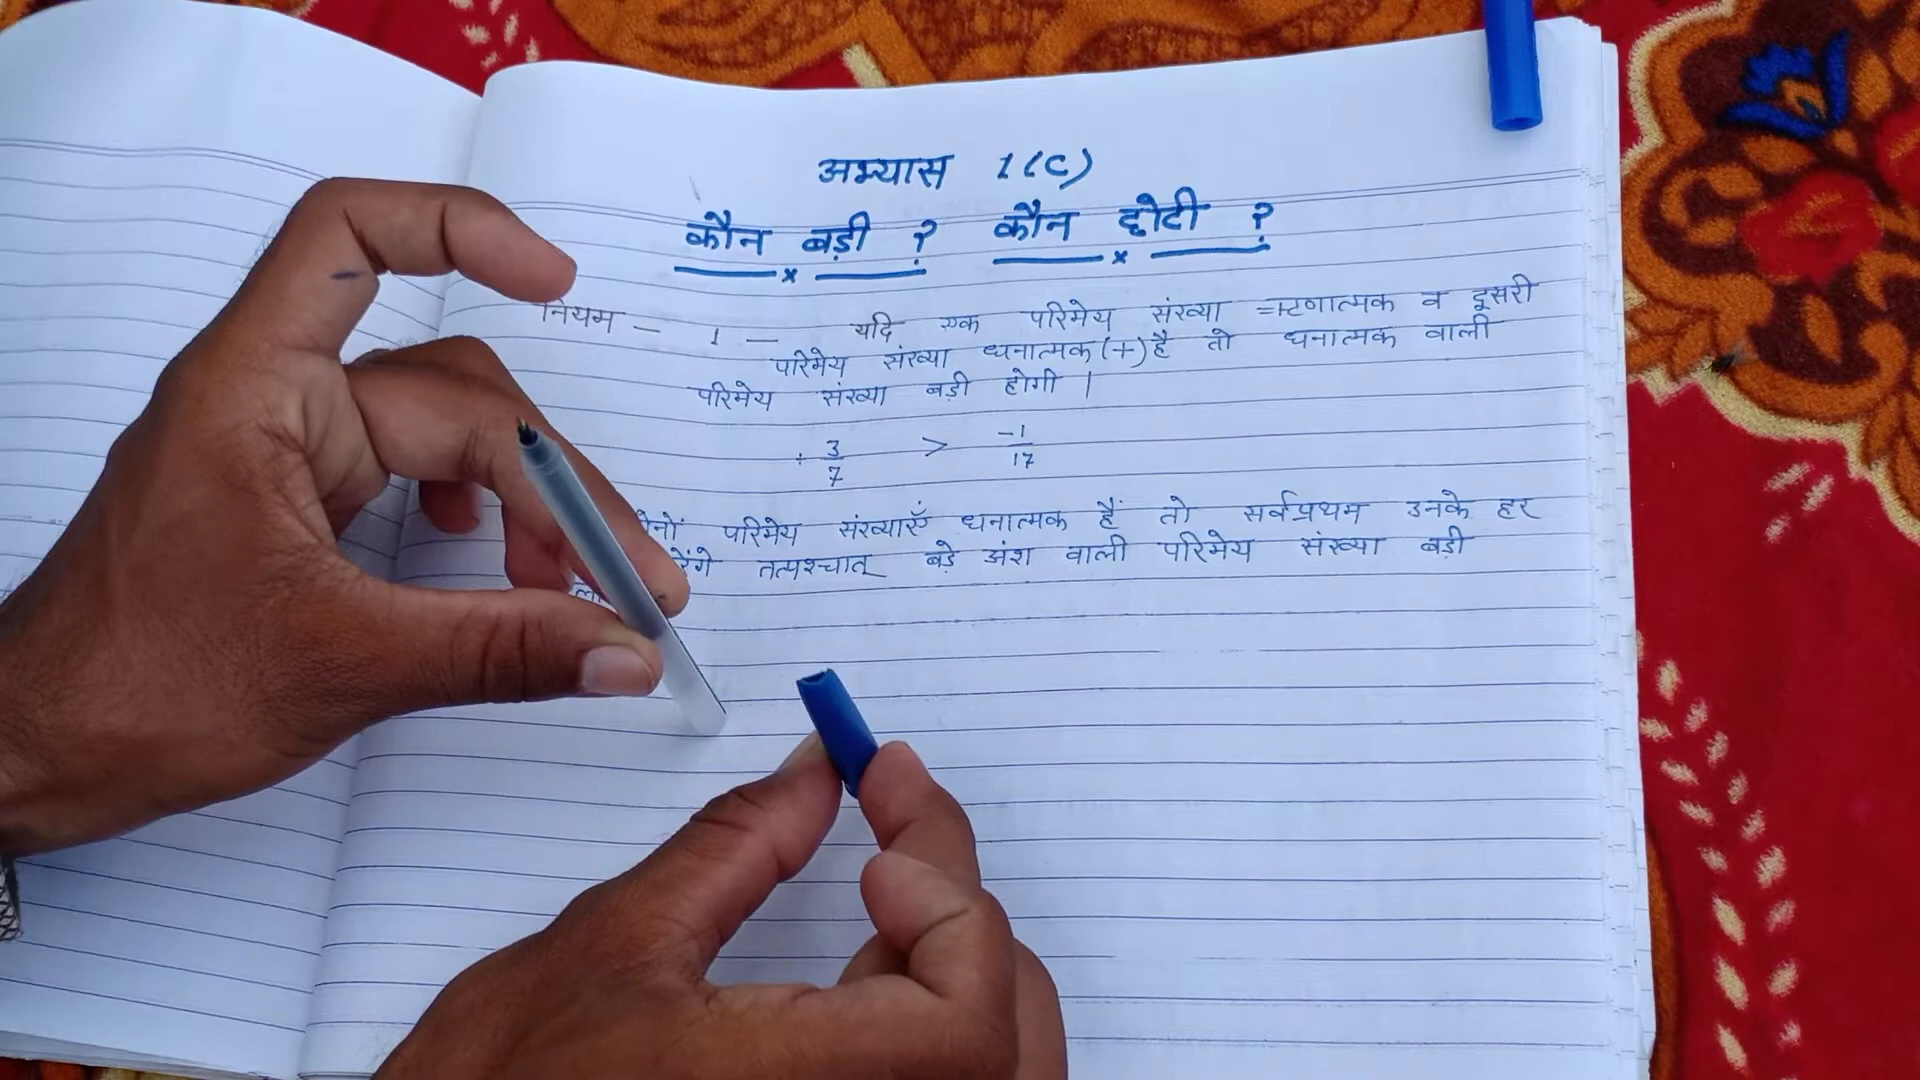 अभ्यास 1(C)
कौन बड़ी ? कौन छोटी ?
नियम - 1 - यदि एक परिमेय संख्या ऋणात्मक व दूसरी
परिमेय संख्या धनात्मक (+) है तो धनात्मक वाली
परिमेय संख्या बड़ी होगी ।
+ 3/7 > -1/17
परिमेय संख्याएँ धनात्मक हैं तो सर्वप्रथम उनके हर
तत्पश्चात् बड़े अंश वाली परिमेय संख्या बड़ी